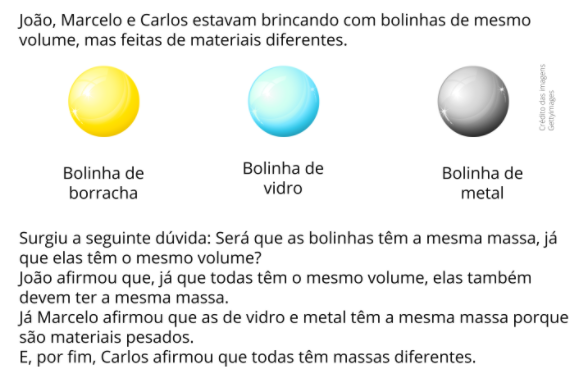 João, Marcelo e Carlos estavam brincando com bolinhas de mesmo
volume, mas feitas de materiais diferentes.
Crédito das imagens
Gettyimages
Bolinha de
borracha
Bolinha de
vidro
Bolinha de
metal
Surgiu a seguinte dúvida: Será que as bolinhas têm a mesma massa, já
que elas têm o mesmo volume?
João afirmou que, já que todas têm o mesmo volume, elas também
devem ter a mesma massa.
Já Marcelo afirmou que as de vidro e metal têm a mesma massa porque
são materiais pesados.
E, por fim, Carlos afirmou que todas têm massas diferentes.